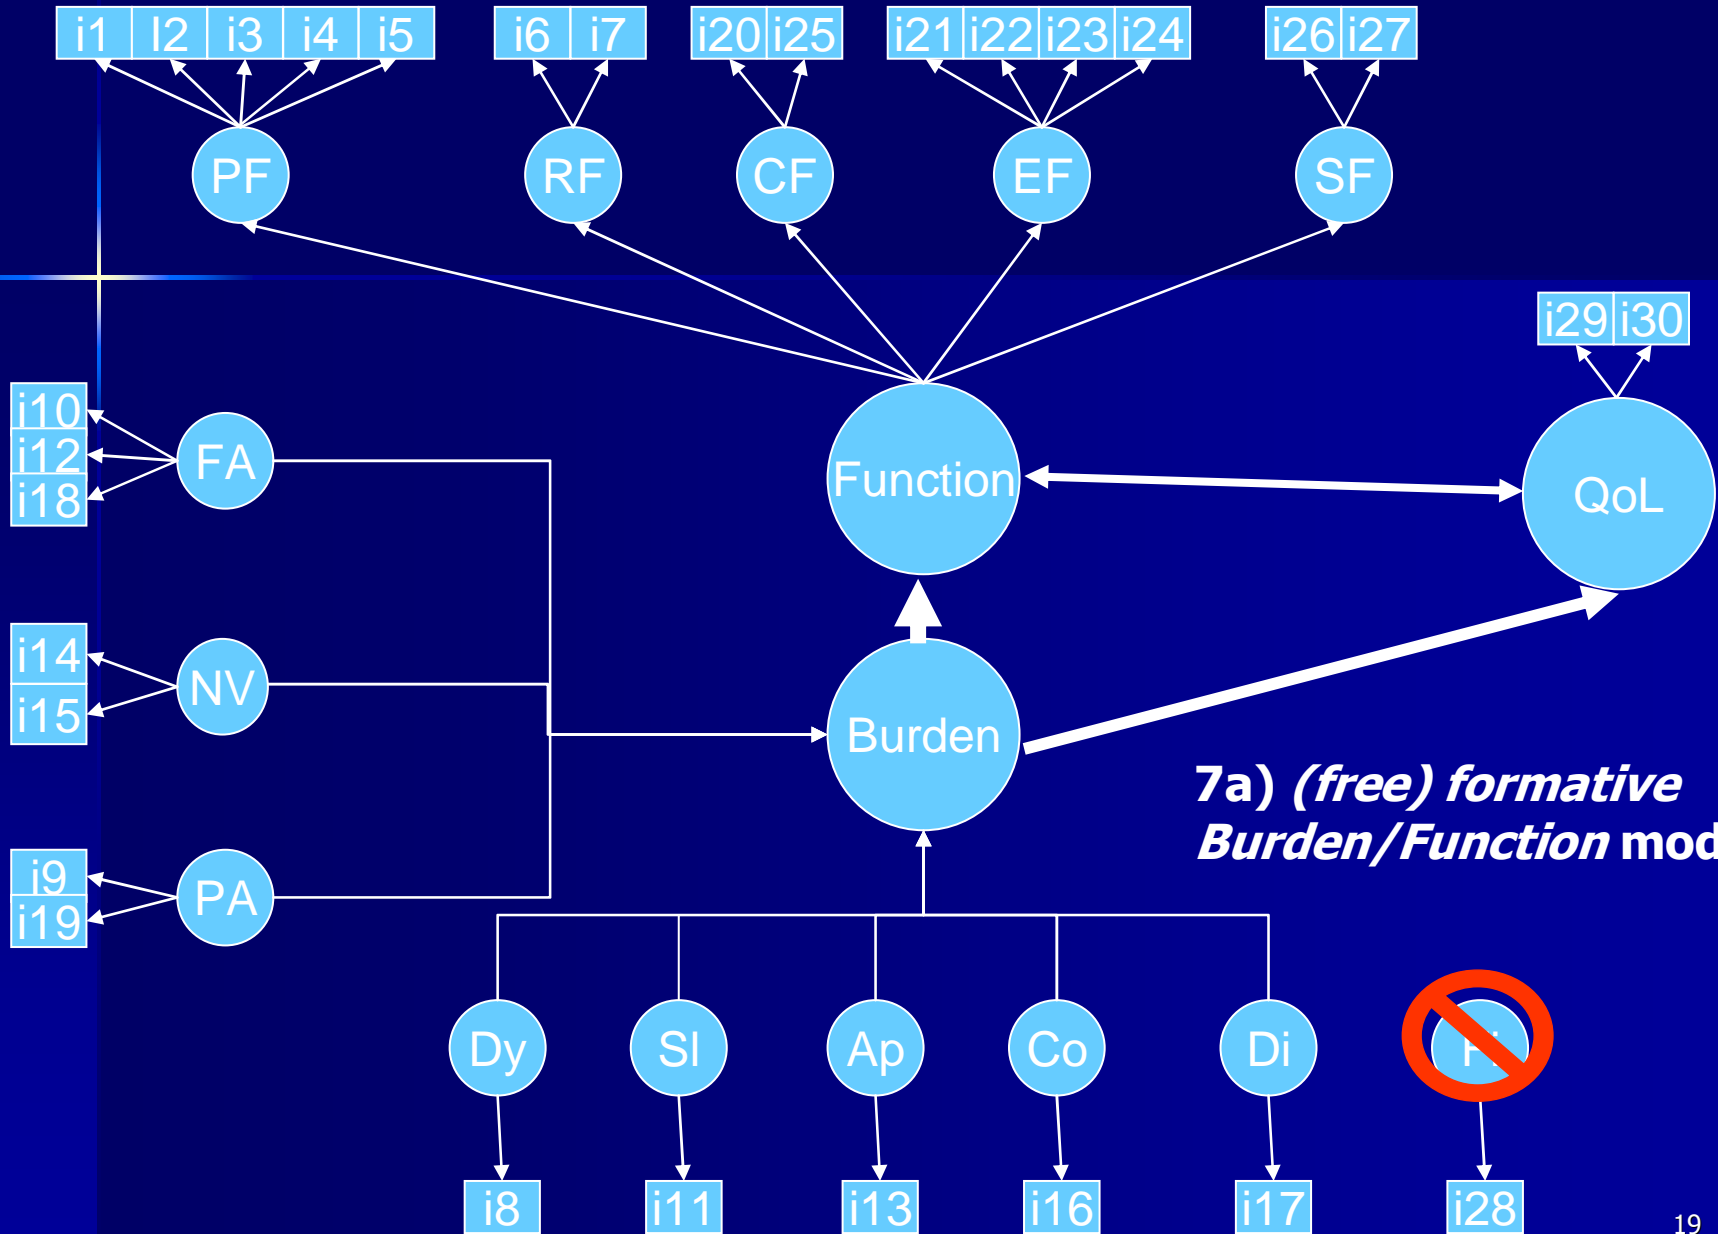 i1 I2 i3 i4 i5 i6 i7 i20 i25 i21 i22 i23 i24 i26 i27
PF RF CF EF SF
i29 i30
i10
i12
i18
FA
Function
QoL
i14
i15
NV
Burden
7a) (free) formative
Burden/Function mod
i9
i19
PA
Dy Sl Ap Co Di
i8 i11 i13 i16 i17 i28
19